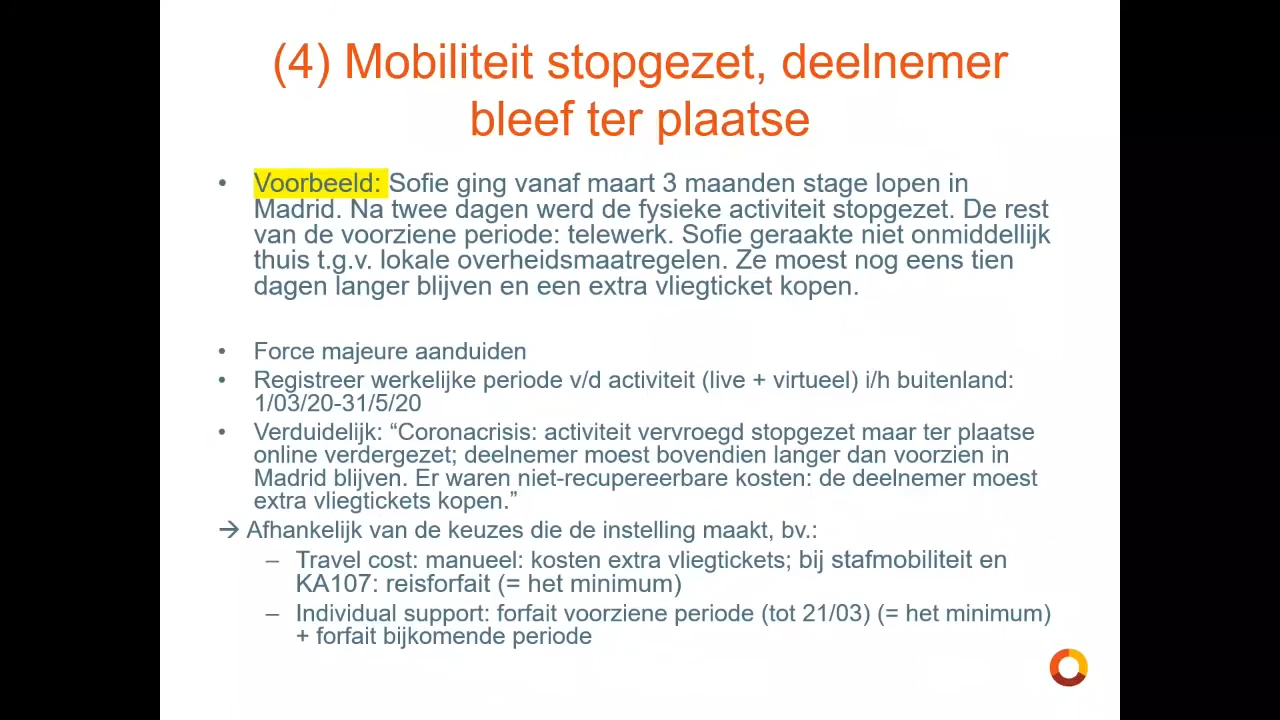 (4) Mobiliteit stopgezet, deelnemer
bleef ter plaatse
• Voorbeeld: Sofie ging vanaf maart 3 maanden stage lopen in
Madrid. Na twee dagen werd de fysieke activiteit stopgezet. De rest
van de voorziene periode: telewerk. Sofie geraakte niet onmiddellijk
thuis t.g.v. lokale overheidsmaatregelen. Ze moest nog eens tien
dagen langer blijven en een extra vliegticket kopen.
• Force majeure aanduiden
• Registreer werkelijke periode v/d activiteit (live + virtueel) i/h buitenland:
1/03/20-31/5/20
• Verduidelijk: “Coronacrisis: activiteit vervroegd stopgezet maar ter plaatse
online verdergezet; deelnemer moest bovendien langer dan voorzien in
Madrid blijven. Er waren niet-recupereerbare kosten: de deelnemer moest
extra vliegtickets kopen.”
→ Afhankelijk van de keuzes die de instelling maakt, bv.:
– Travel cost: manueel: kosten extra vliegtickets; bij stafmobiliteit en
KA107: reisforfait (= het minimum)
– Individual support: forfait voorziene periode (tot 21/03) (= het minimum)
+ forfait bijkomende periode